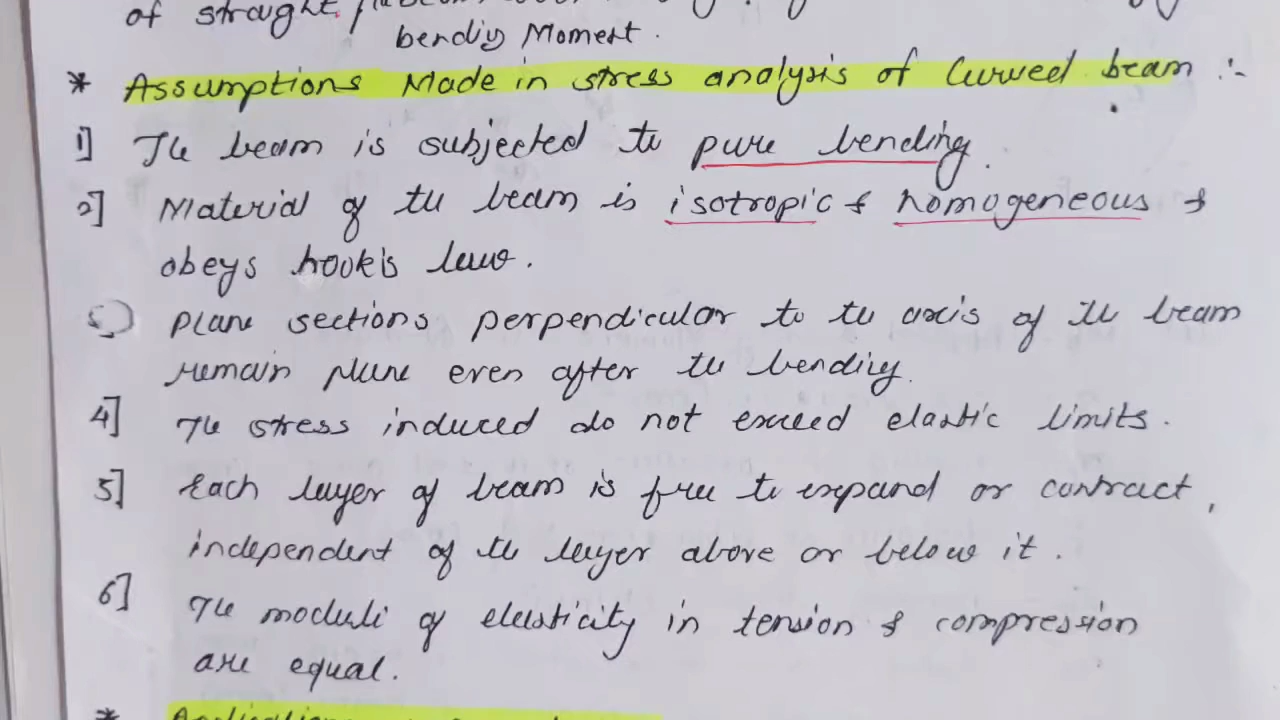 of straught
bendig Moment.
* Assumptions Made in stress analysis of Curved beam :-
1] The beam is subjected to pure bending.
2] Material of the beam is isotropic & homogeneous &
obeys hook's law.
plane sections perpendicular to the axis of the beam
remain plane even after the bending.
4] The stress induced do not exceed elastic limits.
5] Each layer of beam is free to expand or contract,
independent of the layer above or below it.
6] The moduli of elasticity in tension & compression
are equal.
*